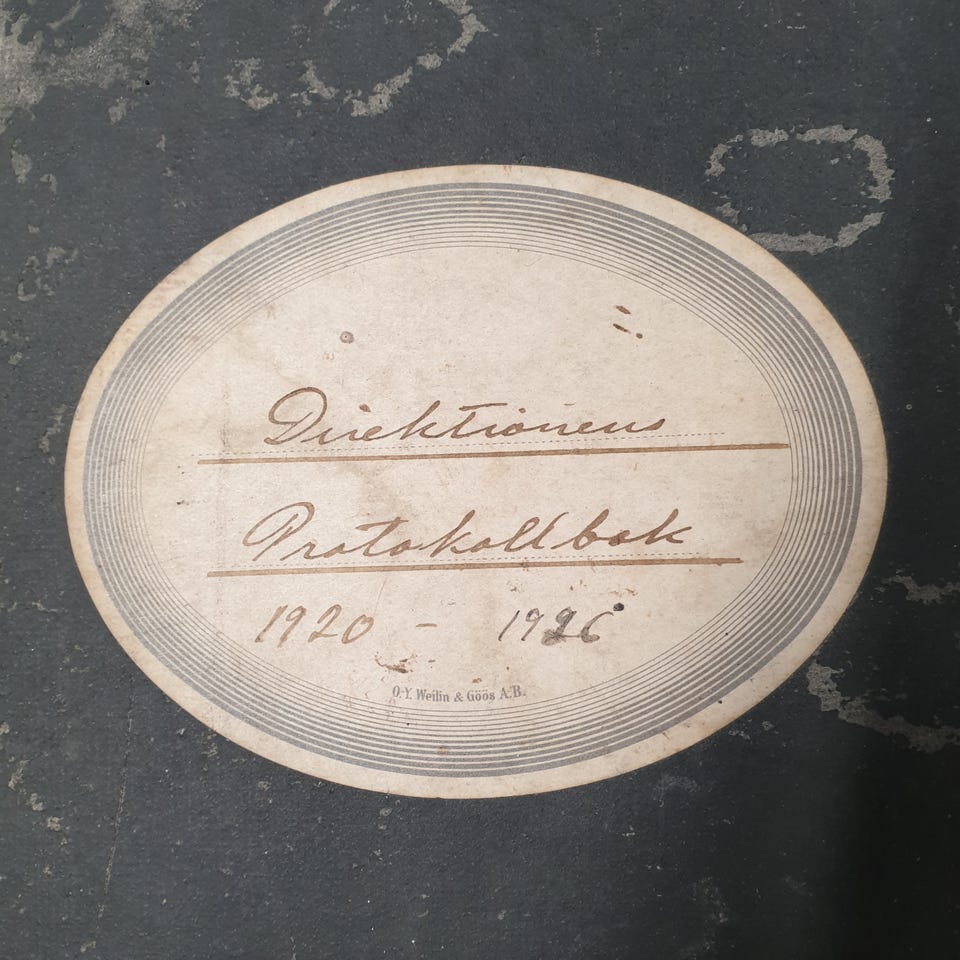 Direktionens
Protokollbok
1920 - 1926
O.Y. Weilin & Göös A.B.